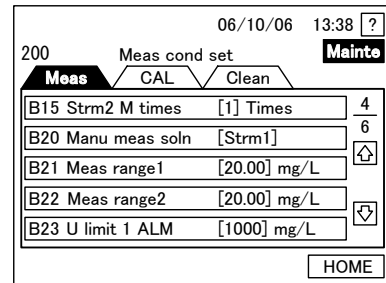 06/10/06 13:38 ?
200 Meas cond set Mainte
Meas CAL Clean
B15 Strm2 M times [1] Times
4
6
B20 Manu meas soln [Strm1]
B21 Meas range1 [20.00] mg/L
B22 Meas range2 [20.00] mg/L
B23 U limit 1 ALM [1000] mg/L
HOME